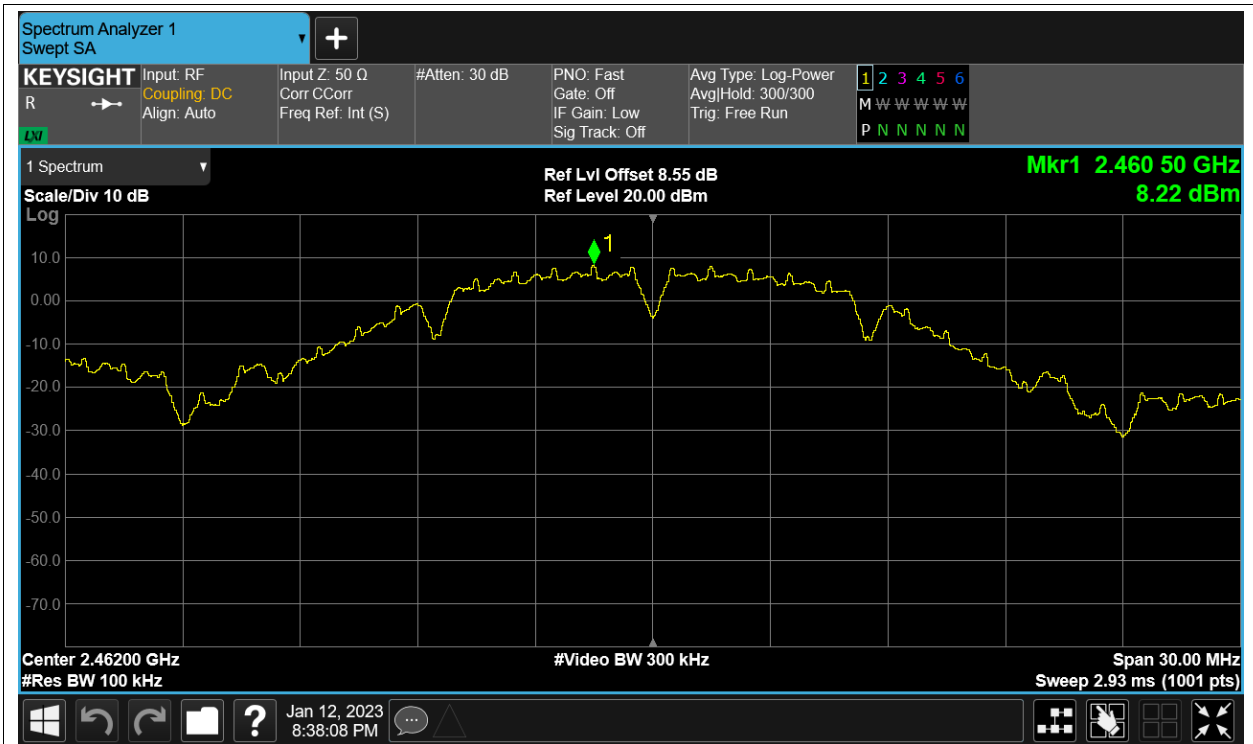 Spectrum Analyzer 1
Swept SA
KEYSIGHT
R
LXI
Input: RF
Coupling: DC
Align: Auto
Input Z: 50 Ω
Corr CCorr
Freq Ref: Int (S)
#Atten: 30 dB
PNO: Fast
Gate: Off
IF Gain: Low
Sig Track: Off
Avg Type: Log-Power
Avg|Hold: 300/300
Trig: Free Run
1 2 3 4 5 6
M W W W W W
P N N N N N
1 Spectrum
Scale/Div 10 dB
Ref Lvl Offset 8.55 dB
Ref Level 20.00 dBm
Mkr1 2.460 50 GHz
8.22 dBm
Log
1
10.0
0.00
-10.0
-20.0
-30.0
-40.0
-50.0
-60.0
-70.0
Center 2.46200 GHz
#Video BW 300 kHz
Span 30.00 MHz
#Res BW 100 kHz
Sweep 2.93 ms (1001 pts)
?
Jan 12, 2023
8:38:08 PM